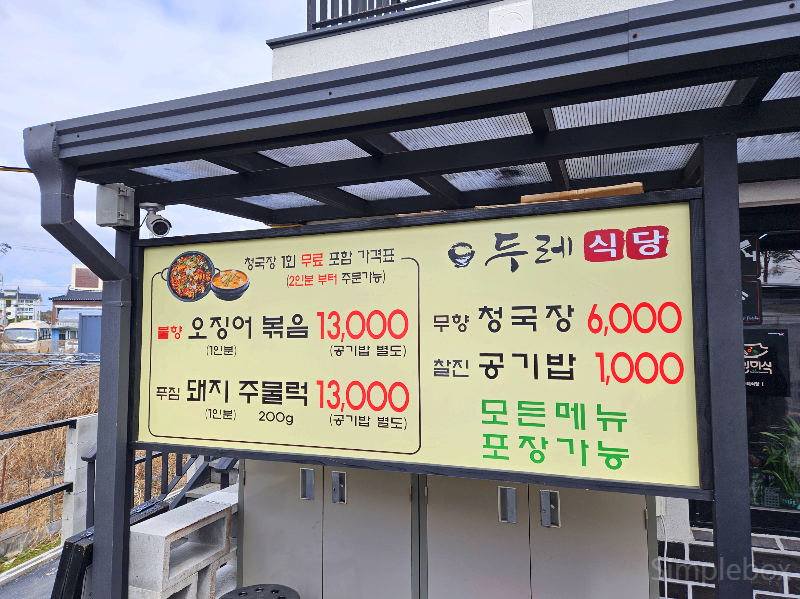 청국장 1회 무료 포함 가격표
(2인분 부터 주문가능)
불향 오징어 볶음 13,000
(1인분) (공기밥 별도)
푸짐 돼지 주물럭 13,000
(1인분) 200g (공기밥 별도)
두레 식당
무향 청국장 6,000
찰진 공기밥 1,000
모든메뉴
포장가능
Simplebox